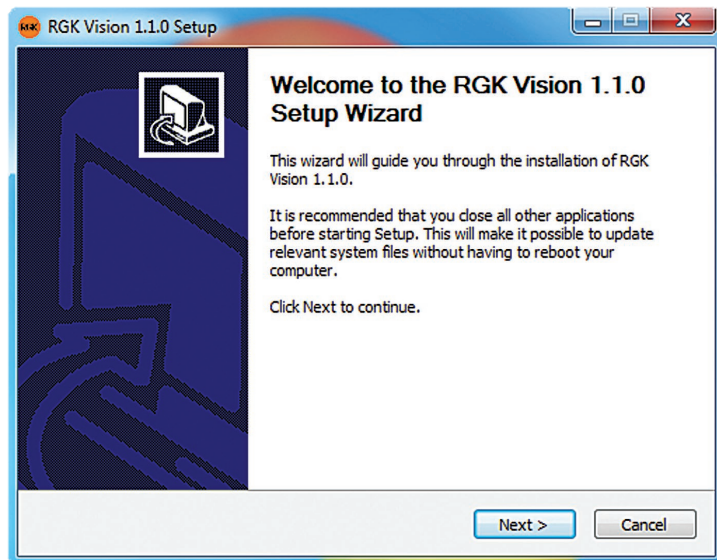 RGK RGK Vision 1.1.0 Setup
Welcome to the RGK Vision 1.1.0
Setup Wizard
This wizard will guide you through the installation of RGK
Vision 1.1.0.
It is recommended that you close all other applications
before starting Setup. This will make it possible to update
relevant system files without having to reboot your
computer.
Click Next to continue.
Next >
Cancel